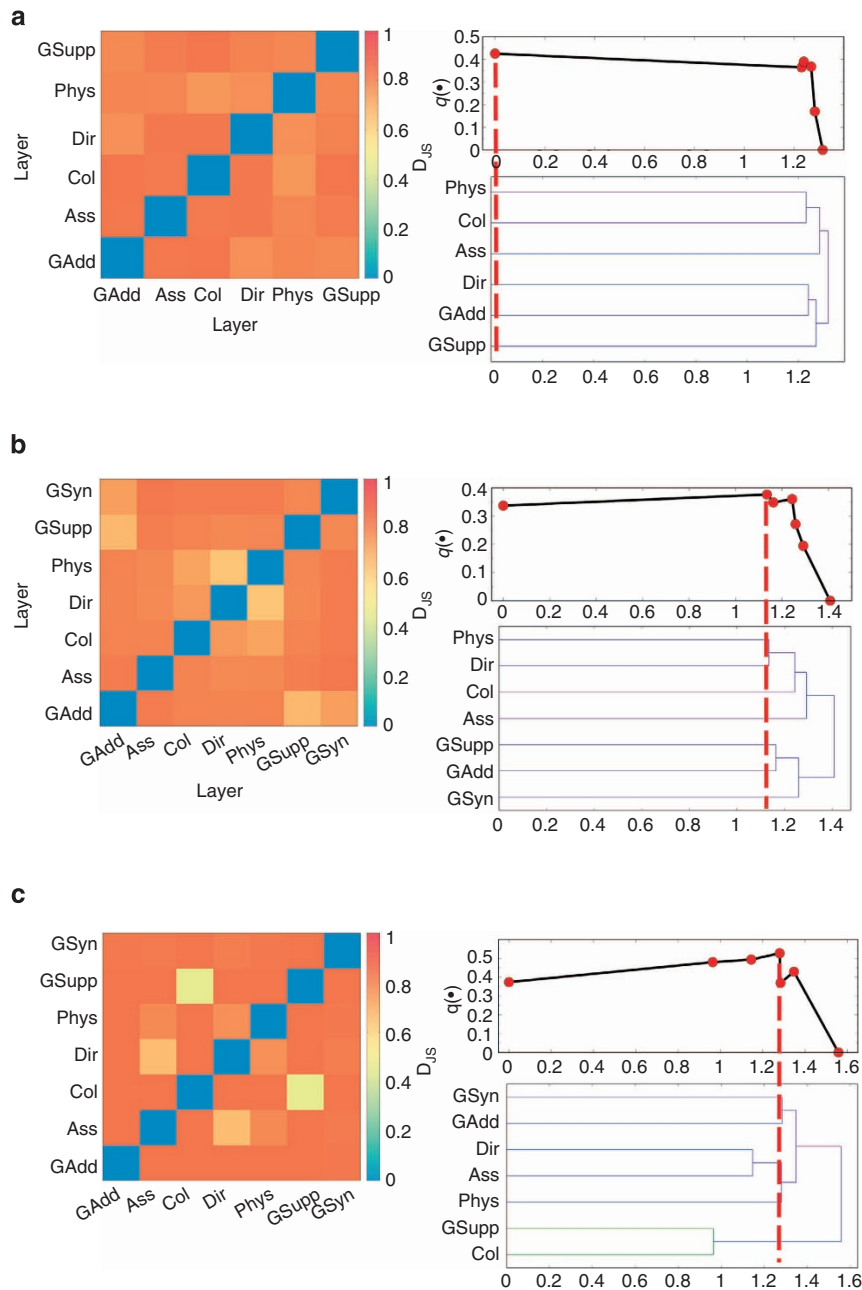 a
GSupp
Phys
Dir
Col
Ass
GAdd
Layer
GAdd Ass Col Dir Phys GSupp
Layer
1
0.8
0.6
0.4
0.2
0
DJS
0.5
0.4
0.3
0.2
0.1
0
q(•)
0 0.2 0.4 0.6 0.8 1 1.2
Phys
Col
Ass
Dir
GAdd
GSupp
0 0.2 0.4 0.6 0.8 1 1.2
b
GSyn
GSupp
Phys
Dir
Col
Ass
GAdd
Layer
GAdd Ass Col Dir Phys GSupp GSyn
Layer
1
0.8
0.6
0.4
0.2
0
DJS
0.4
0.3
0.2
0.1
0
q(•)
0 0.2 0.4 0.6 0.8 1 1.2 1.4
Phys
Dir
Col
Ass
GSupp
GAdd
GSyn
0 0.2 0.4 0.6 0.8 1 1.2 1.4
c
GSyn
GSupp
Phys
Dir
Col
Ass
GAdd
GAdd Ass Col Dir Phys GSupp GSyn
1
0.8
0.6
0.4
0.2
0
DJS
0.5
0.4
0.3
0.2
0.1
0
q(•)
0 0.2 0.4 0.6 0.8 1 1.2 1.4 1.6
GSyn
GAdd
Dir
Ass
Phys
GSupp
Col
0 0.2 0.4 0.6 0.8 1 1.2 1.4 1.6